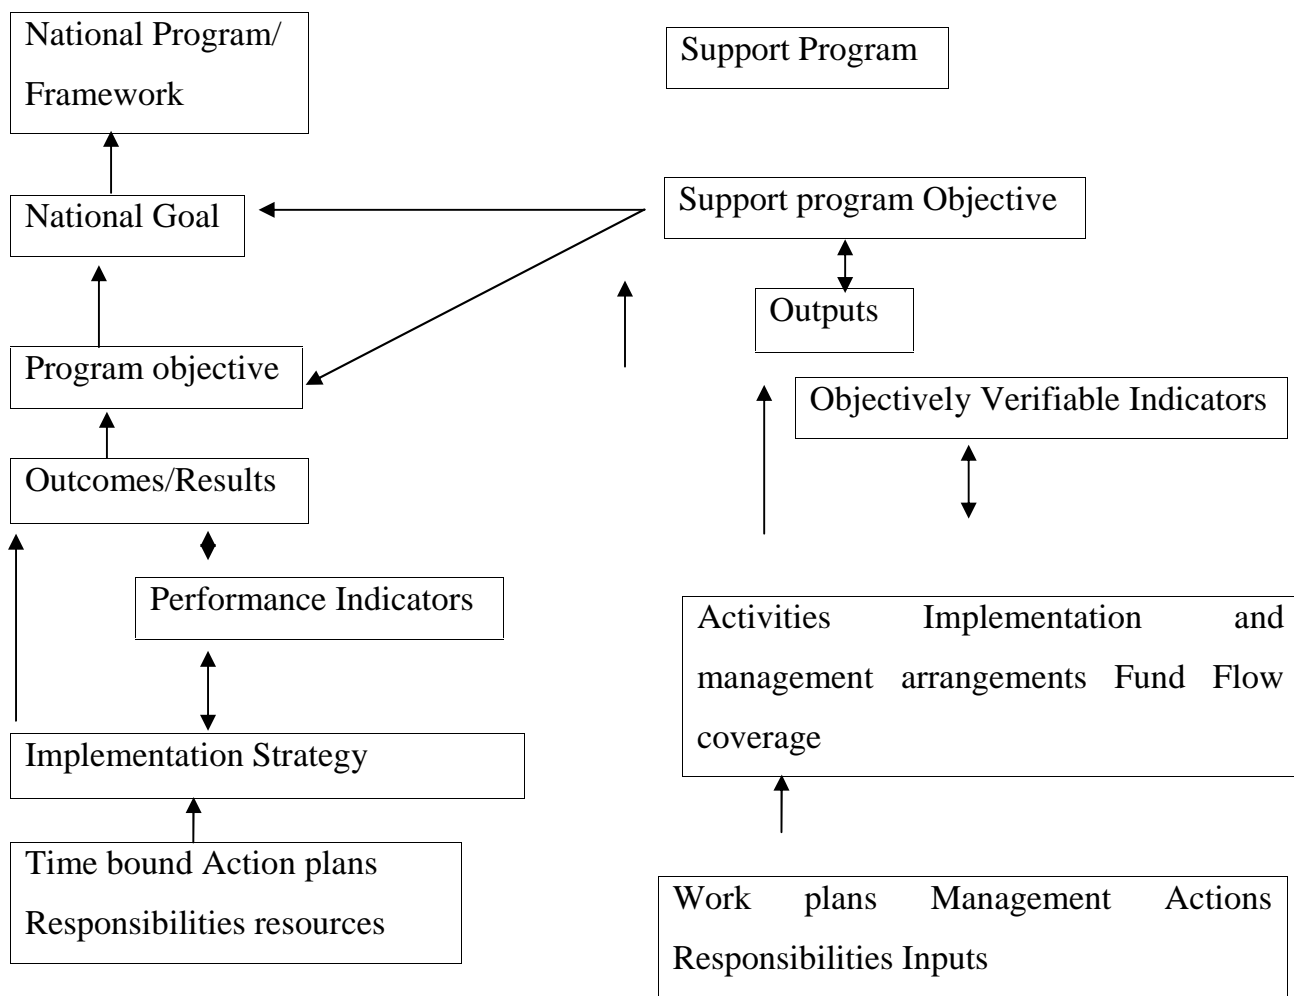 National Program/
Framework
Support Program
National Goal
Support program Objective
Outputs
Program objective
Objectively Verifiable Indicators
Outcomes/Results
Performance Indicators
Activities Implementation and
management arrangements Fund Flow
coverage
Implementation Strategy
Time bound Action plans
Responsibilities resources
Work plans Management Actions
Responsibilities Inputs